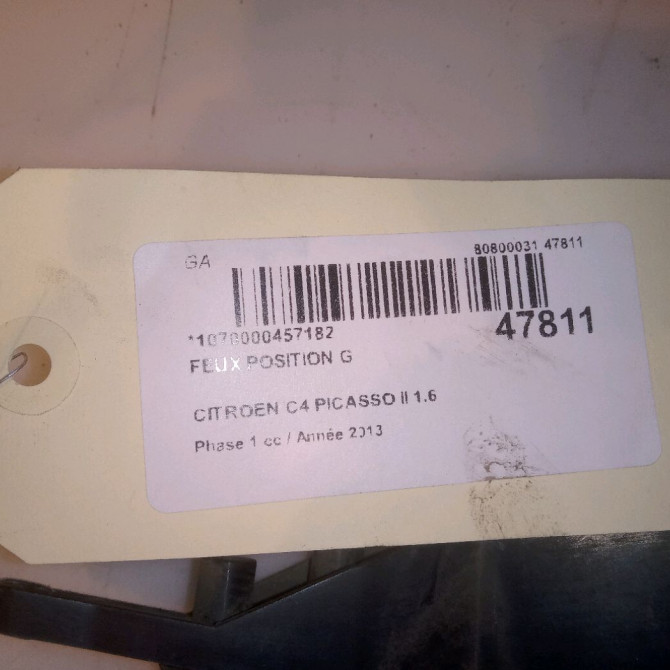 GA
80800031 47811
*1070000457182
47811
FEUX POSITION G
CITROEN C4 PICASSO II 1.6
Phase 1 cc / Année 2013